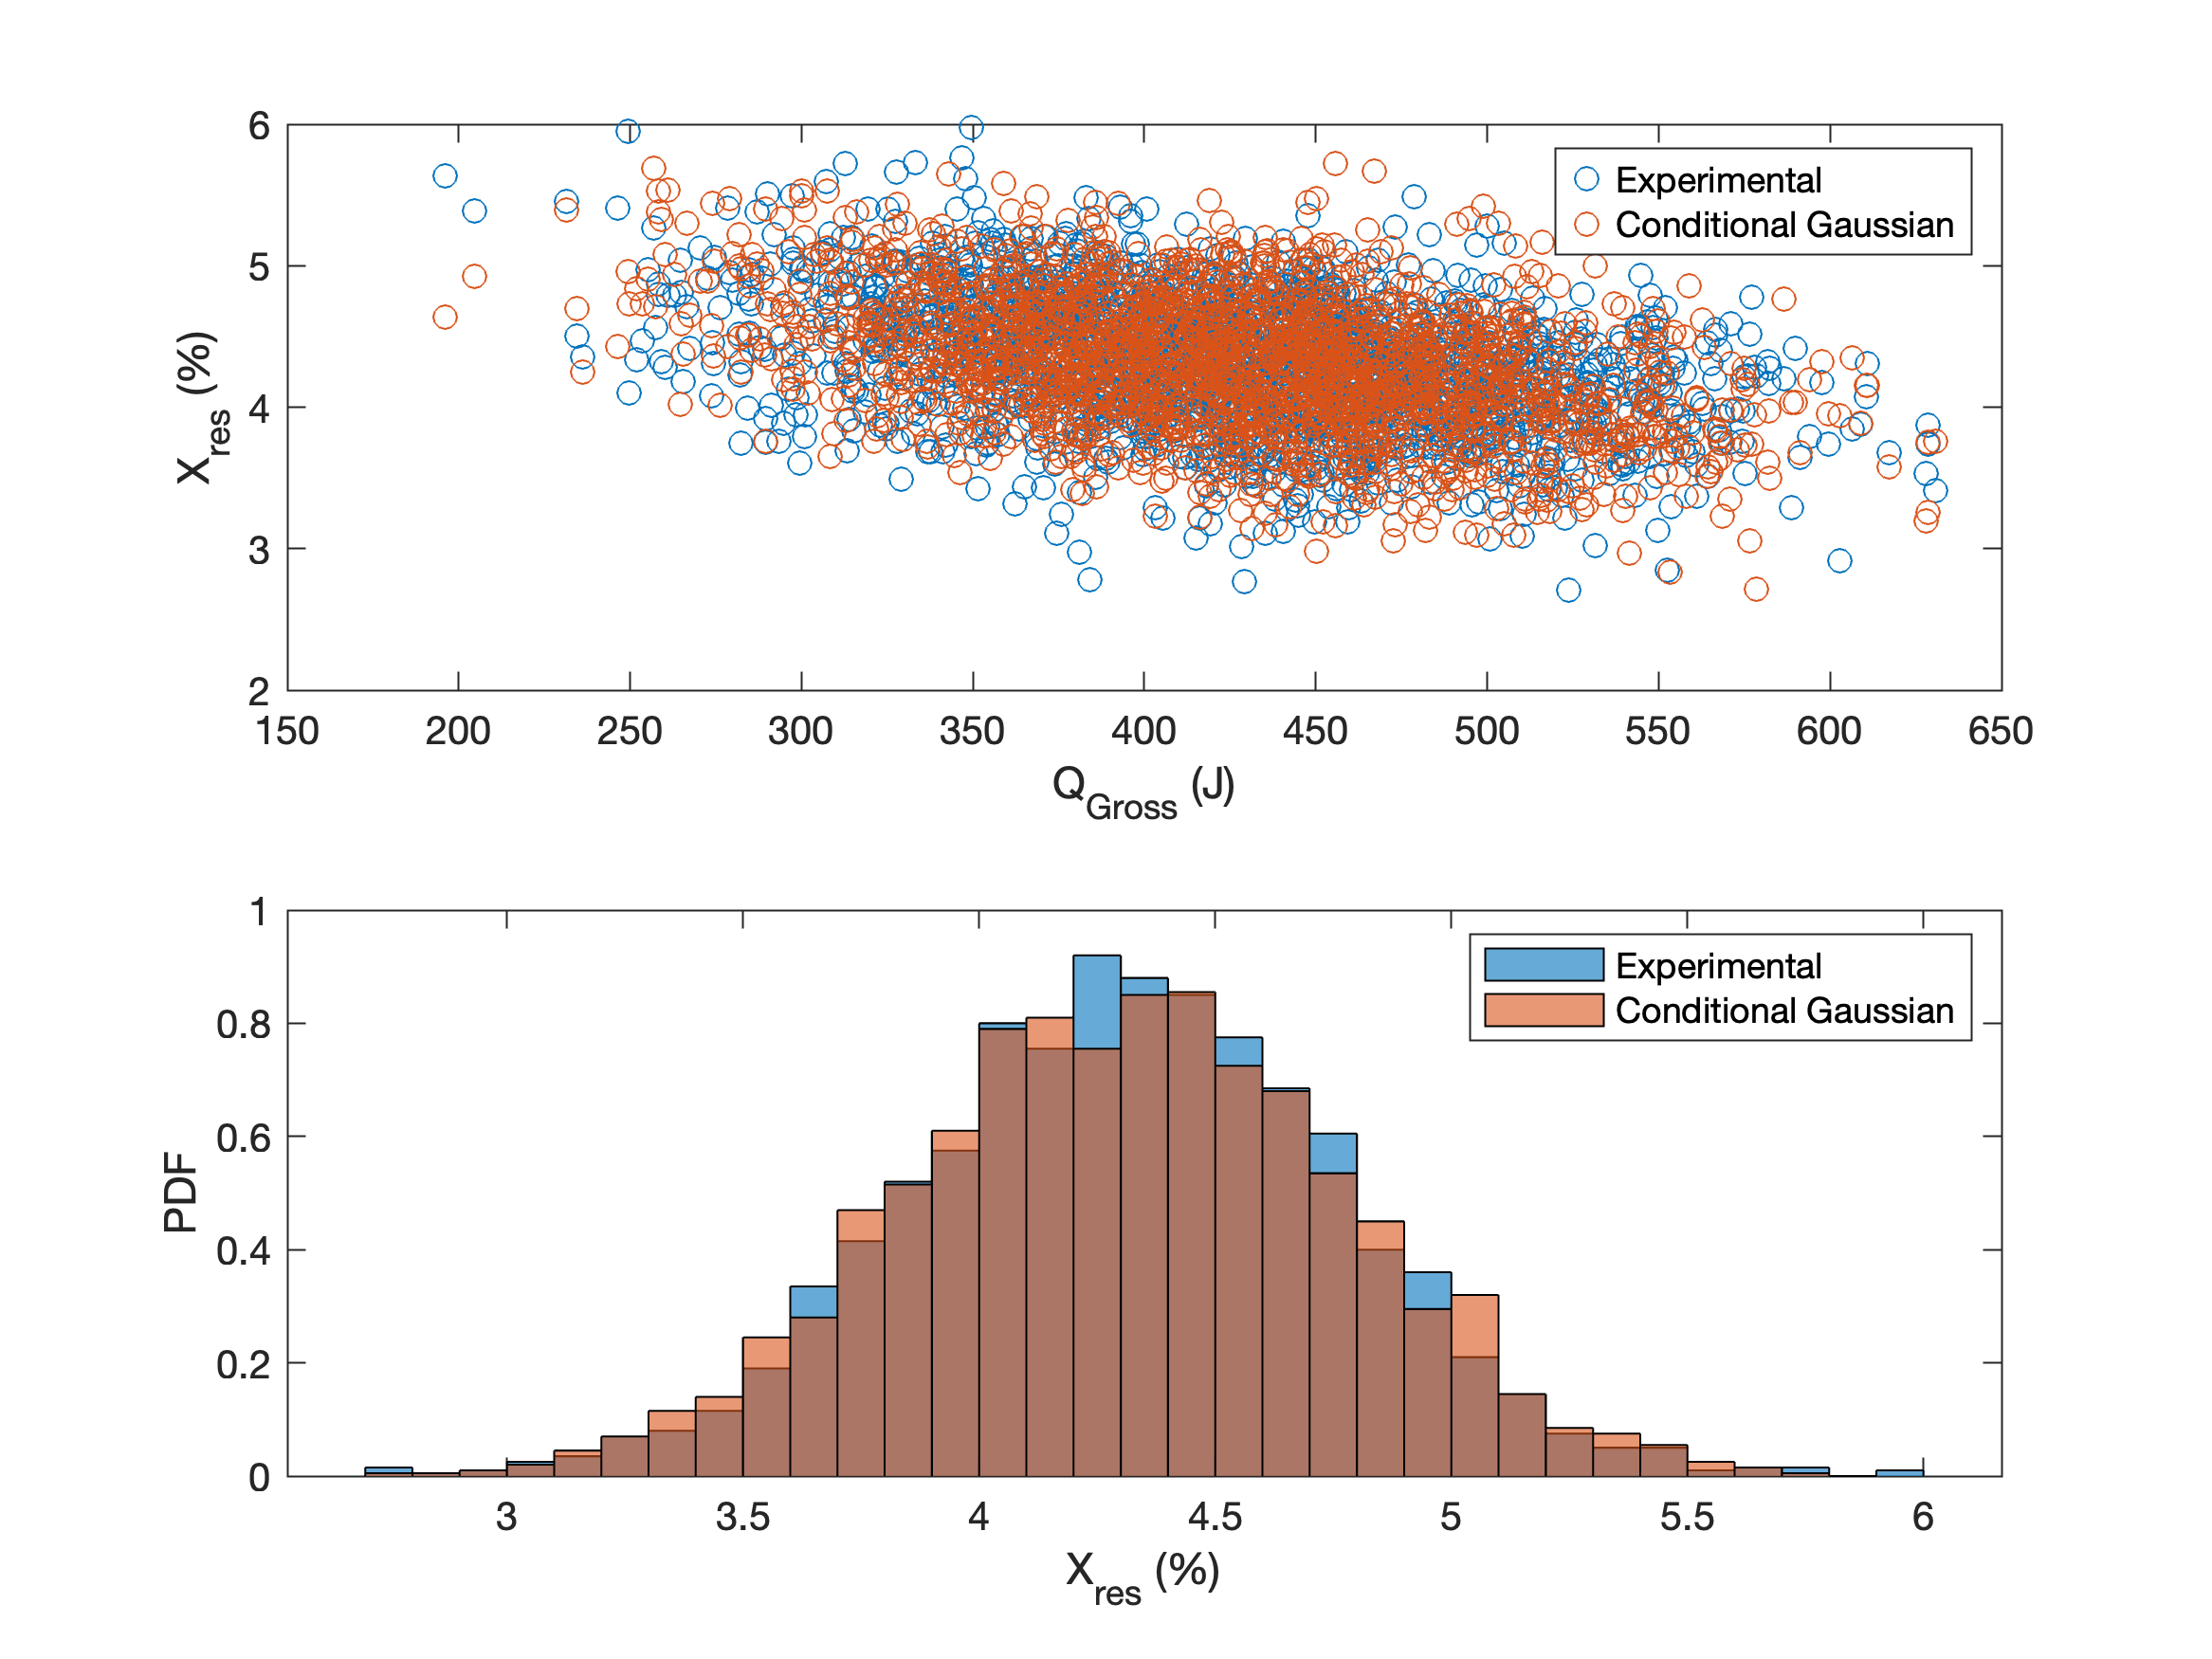 6
5
4
3
2
X_res (%)
Experimental
Conditional Gaussian
150 200 250 300 350 400 450 500 550 600 650
Q_Gross (J)
1
0.8
0.6
0.4
0.2
0
PDF
Experimental
Conditional Gaussian
3 3.5 4 4.5 5 5.5 6
X_res (%)